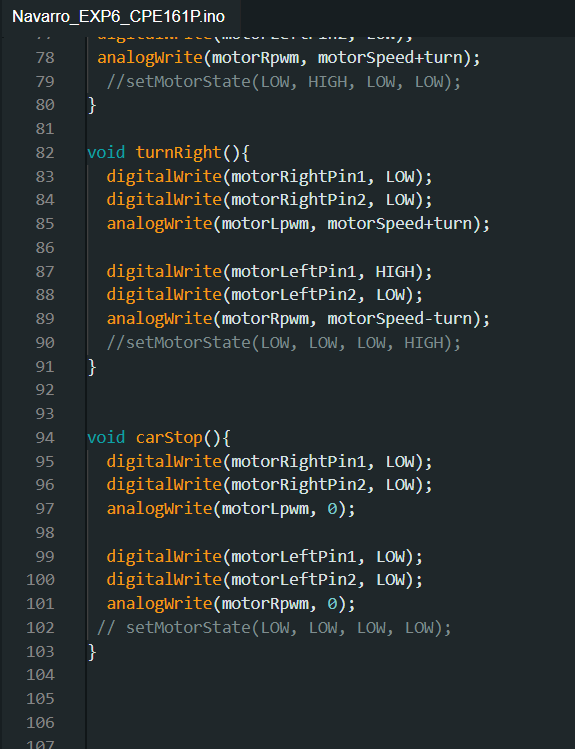 Navarro_EXP6_CPE161P.ino
77 digitalWrite(motorLeftPin2, LOW);
78 analogWrite(motorRpwm, motorSpeed+turn);
79 //setMotorState(LOW, HIGH, LOW, LOW);
80 }
81
82 void turnRight(){
83 digitalWrite(motorRightPin1, LOW);
84 digitalWrite(motorRightPin2, LOW);
85 analogWrite(motorLpwm, motorSpeed+turn);
86
87 digitalWrite(motorLeftPin1, HIGH);
88 digitalWrite(motorLeftPin2, LOW);
89 analogWrite(motorRpwm, motorSpeed-turn);
90 //setMotorState(LOW, LOW, LOW, HIGH);
91 }
92
93
94 void carStop(){
95 digitalWrite(motorRightPin1, LOW);
96 digitalWrite(motorRightPin2, LOW);
97 analogWrite(motorLpwm, 0);
98
99 digitalWrite(motorLeftPin1, LOW);
100 digitalWrite(motorLeftPin2, LOW);
101 analogWrite(motorRpwm, 0);
102 // setMotorState(LOW, LOW, LOW, LOW);
103 }
104
105
106
107